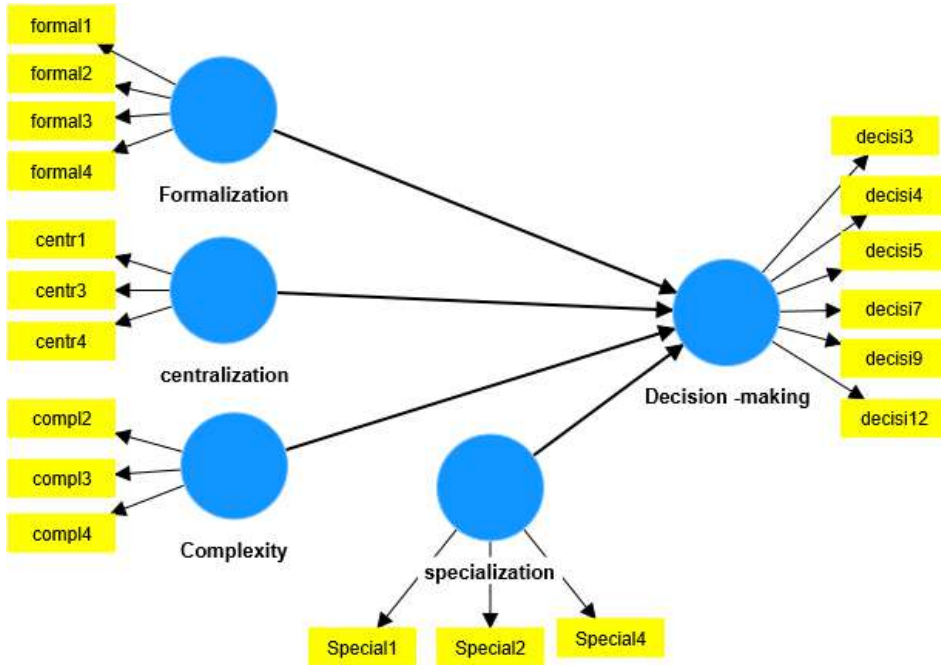 formal1
formal2
formal3
formal4
Formalization
centr1
centr3
centr4
centralization
compl2
compl3
compl4
Complexity
decisi3
decisi4
decisi5
decisi7
decisi9
decisi12
Decision -making
specialization
Special1
Special2
Special4